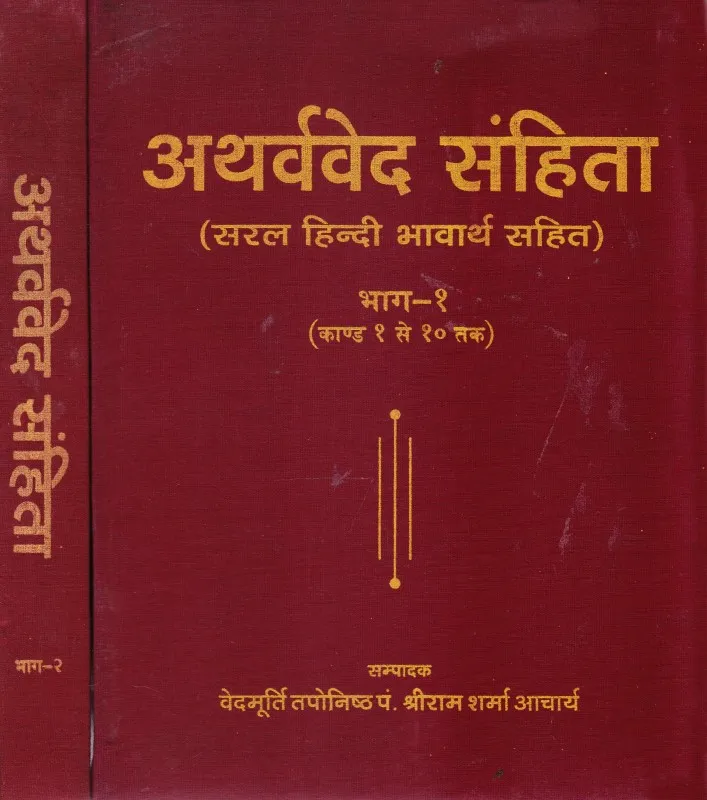 अथर्ववेद संहिता
भाग-२
अथर्ववेद संहिता
(सरल हिन्दी भावार्थ सहित)
भाग-१
(काण्ड १ से १० तक)
सम्पादक
वेदमूर्ति तपोनिष्ठ पं. श्रीराम शर्मा आचार्य